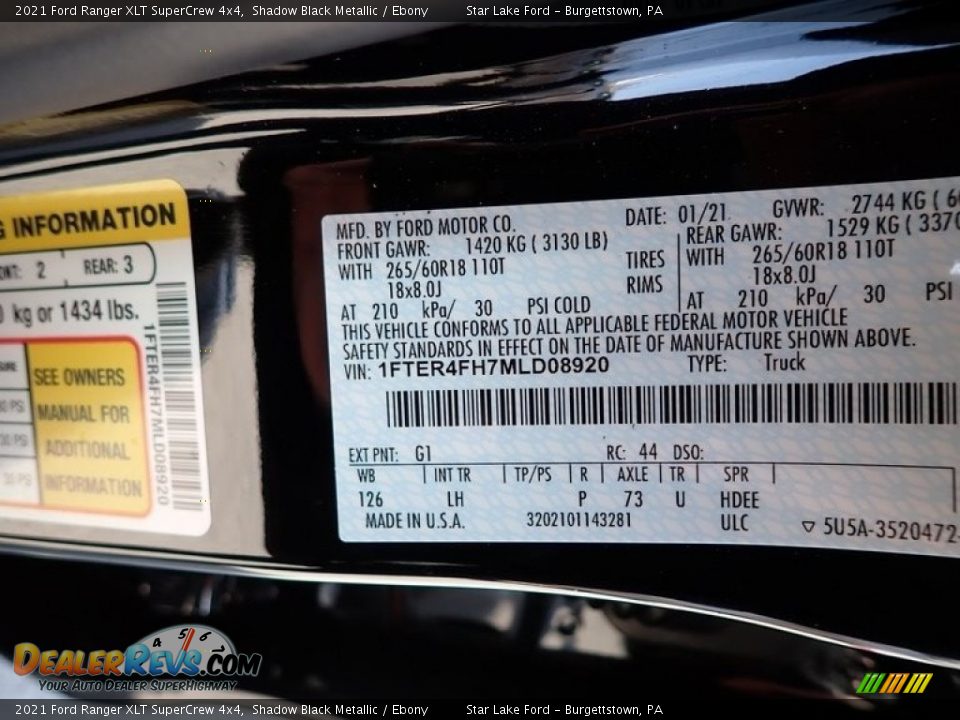 2021 Ford Ranger XLT SuperCrew 4x4, Shadow Black Metallic / Ebony Star Lake Ford - Burgettstown, PA
INFORMATION
2 REAR: 3
kg or 1434 lbs.
SEE OWNERS
MANUAL FOR
ADDITIONAL
INFORMATION
1FTER4FH7MLD08920
MFD. BY FORD MOTOR CO. DATE: 01/21 GVWR: 2744 KG (
FRONT GAWR: 1420 KG ( 3130 LB) REAR GAWR: 1529 KG ( 3370
WITH 265/60R18 110T TIRES WITH 265/60R18 110T
18x8.0J RIMS 18x8.0J
AT 210 kPa/ 30 PSI COLD AT 210 kPa/ 30 PSI
THIS VEHICLE CONFORMS TO ALL APPLICABLE FEDERAL MOTOR VEHICLE
SAFETY STANDARDS IN EFFECT ON THE DATE OF MANUFACTURE SHOWN ABOVE.
VIN: 1FTER4FH7MLD08920 TYPE: Truck
EXT PNT: G1 RC: 44 DSO:
WB INT TR TP/PS R AXLE TR SPR
126 LH P 73 U HDEE
MADE IN U.S.A. 3202101143281 ULC 5U5A-3520472-
DEALERREVS.COM
YOUR AUTO DEALER SUPERHIGHWAY
2021 Ford Ranger XLT SuperCrew 4x4, Shadow Black Metallic / Ebony Star Lake Ford - Burgettstown, PA